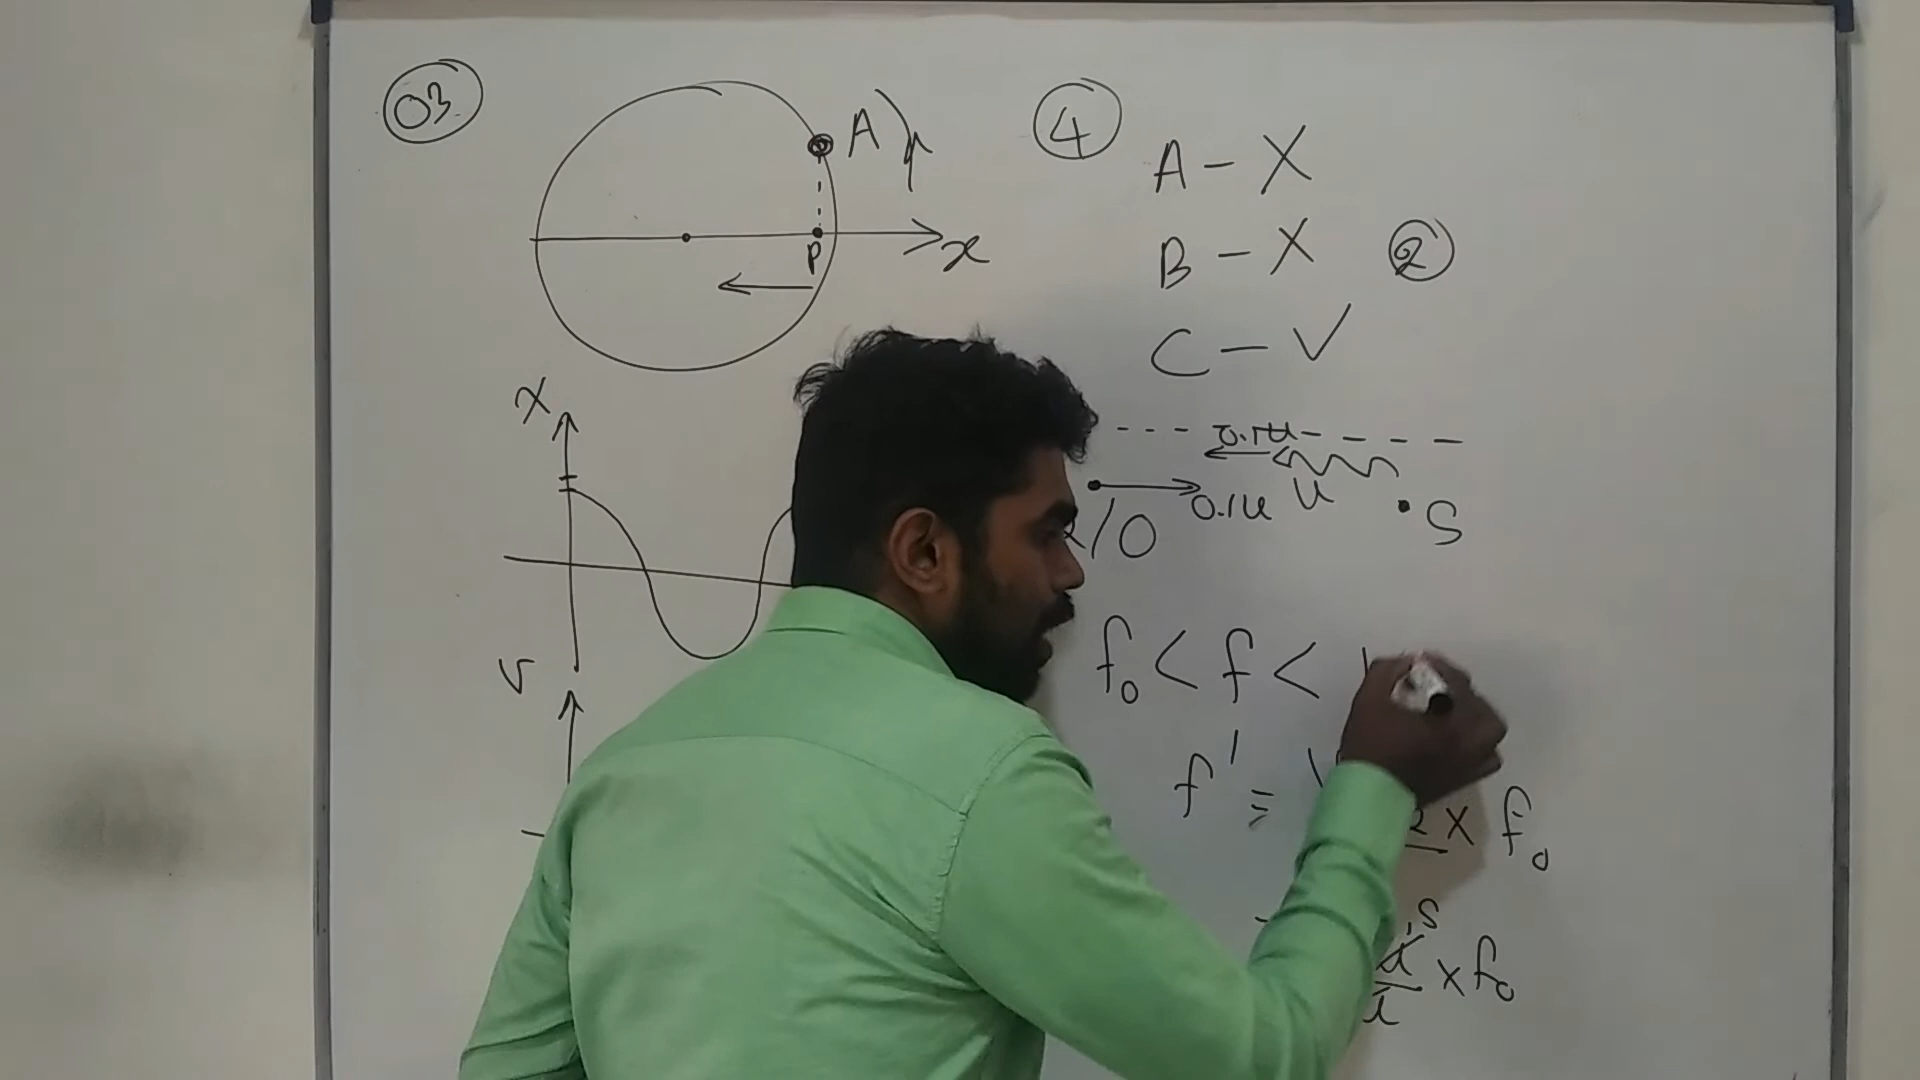 03
A
P
x
X
V
4
A - X
B - X
2
C - √
0.1u
0.1u u
S
/O
f₀ < f <
f' =
x f₀
s
x f₀